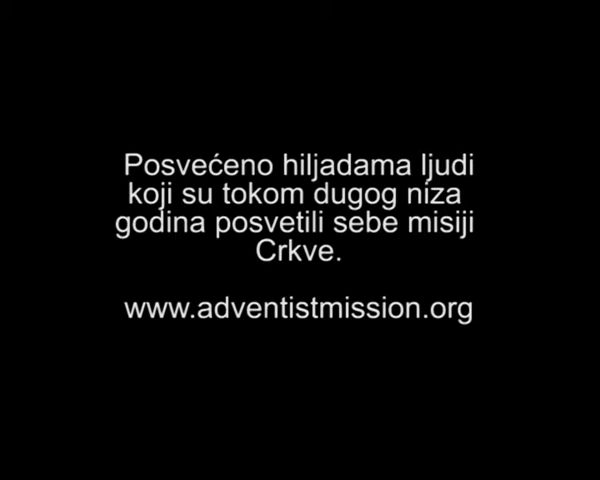 Posvećeno hiljadama ljudi
koji su tokom dugog niza
godina posvetili sebe misiji
Crkve.
www.adventistmission.org